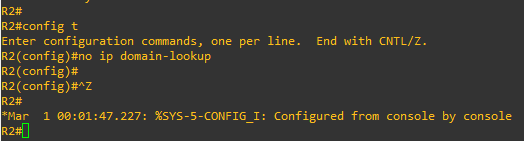 R2#
R2#config t
Enter configuration commands, one per line.  End with CNTL/Z.
R2(config)#no ip domain-lookup
R2(config)#
R2(config)#^Z
R2#
*Mar  1 00:01:47.227: %SYS-5-CONFIG_I: Configured from console by console
R2#